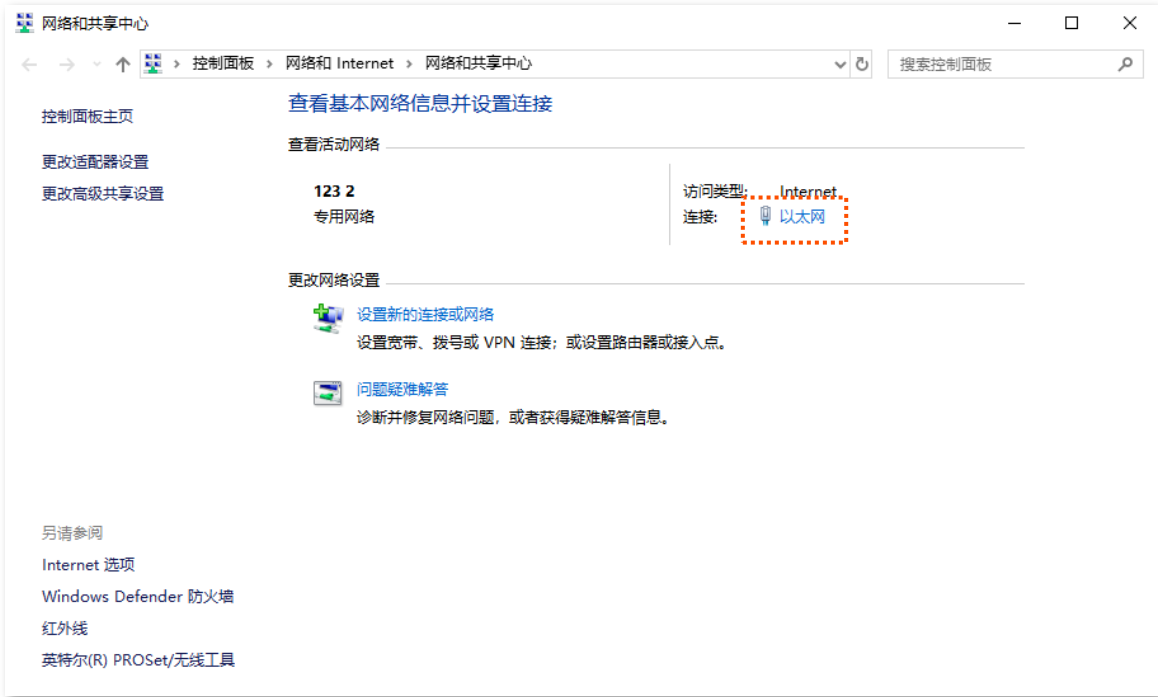 网络和共享中心
控制面板 › 网络和 Internet › 网络和共享中心
搜索控制面板
控制面板主页
更改适配器设置
更改高级共享设置
查看基本网络信息并设置连接
查看活动网络
123 2
专用网络
访问类型: Internet
连接: 以太网
更改网络设置
设置新的连接或网络
设置宽带、拨号或 VPN 连接；或设置路由器或接入点。
问题疑难解答
诊断并修复网络问题，或者获得疑难解答信息。
另请参阅
Internet 选项
Windows Defender 防火墙
红外线
英特尔(R) PROSet/无线工具